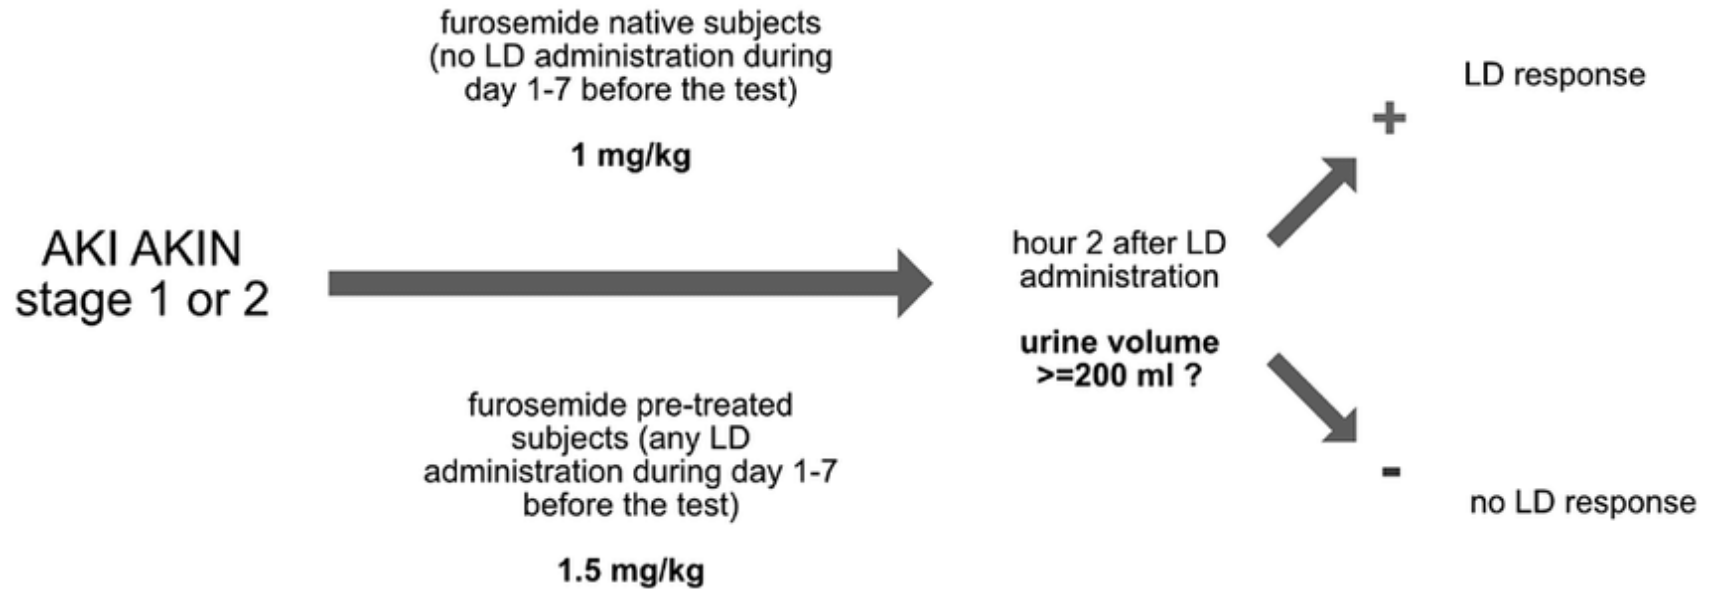 furosemide native subjects
(no LD administration during
day 1-7 before the test)
1 mg/kg
AKI AKIN
stage 1 or 2
furosemide pre-treated
subjects (any LD
administration during day 1-7
before the test)
1.5 mg/kg
hour 2 after LD
administration
urine volume
>=200 ml ?
LD response
+
-
no LD response